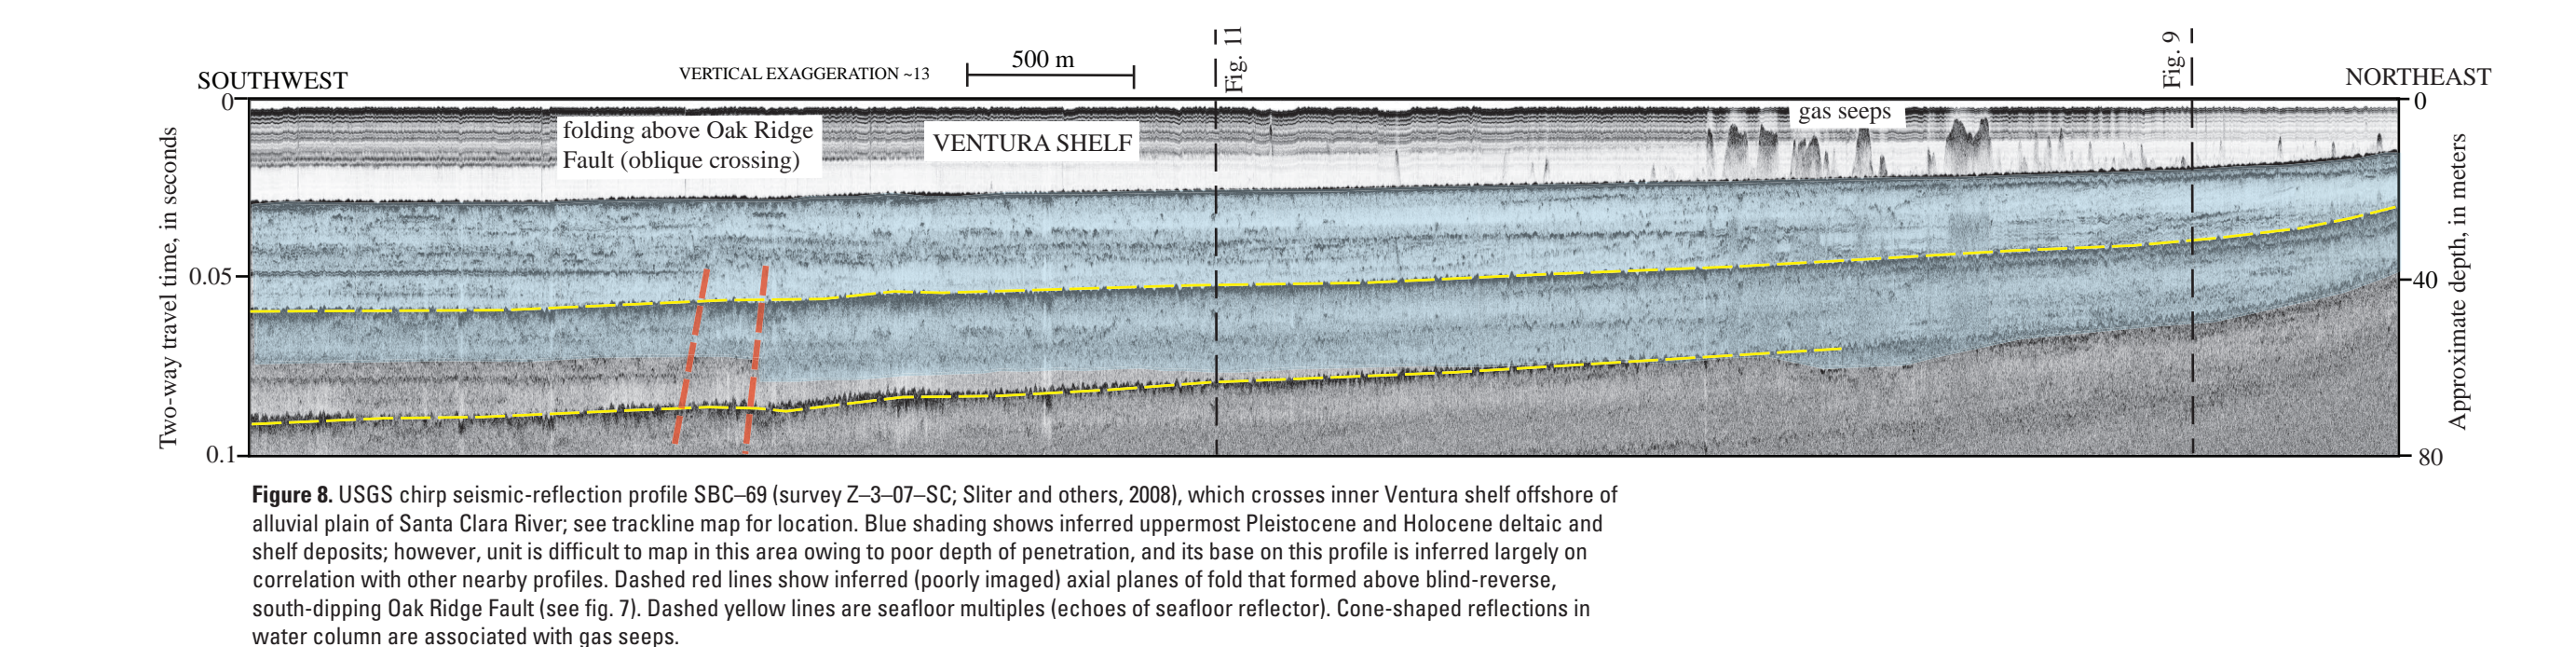 Fig. 11
Fig. 9
500 m
VERTICAL EXAGGERATION ~13
SOUTHWEST
NORTHEAST
0
0
gas seeps
folding above Oak Ridge
Fault (oblique crossing)
VENTURA SHELF
Two-way travel time, in seconds
Approximate depth, in meters
0.05
40
0.1
80
Figure 8. USGS chirp seismic-reflection profile SBC–69 (survey Z–3–07–SC; Sliter and others, 2008), which crosses inner Ventura shelf offshore of
alluvial plain of Santa Clara River; see trackline map for location. Blue shading shows inferred uppermost Pleistocene and Holocene deltaic and
shelf deposits; however, unit is difficult to map in this area owing to poor depth of penetration, and its base on this profile is inferred largely on
correlation with other nearby profiles. Dashed red lines show inferred (poorly imaged) axial planes of fold that formed above blind-reverse,
south-dipping Oak Ridge Fault (see fig. 7). Dashed yellow lines are seafloor multiples (echoes of seafloor reflector). Cone-shaped reflections in
water column are associated with gas seeps.